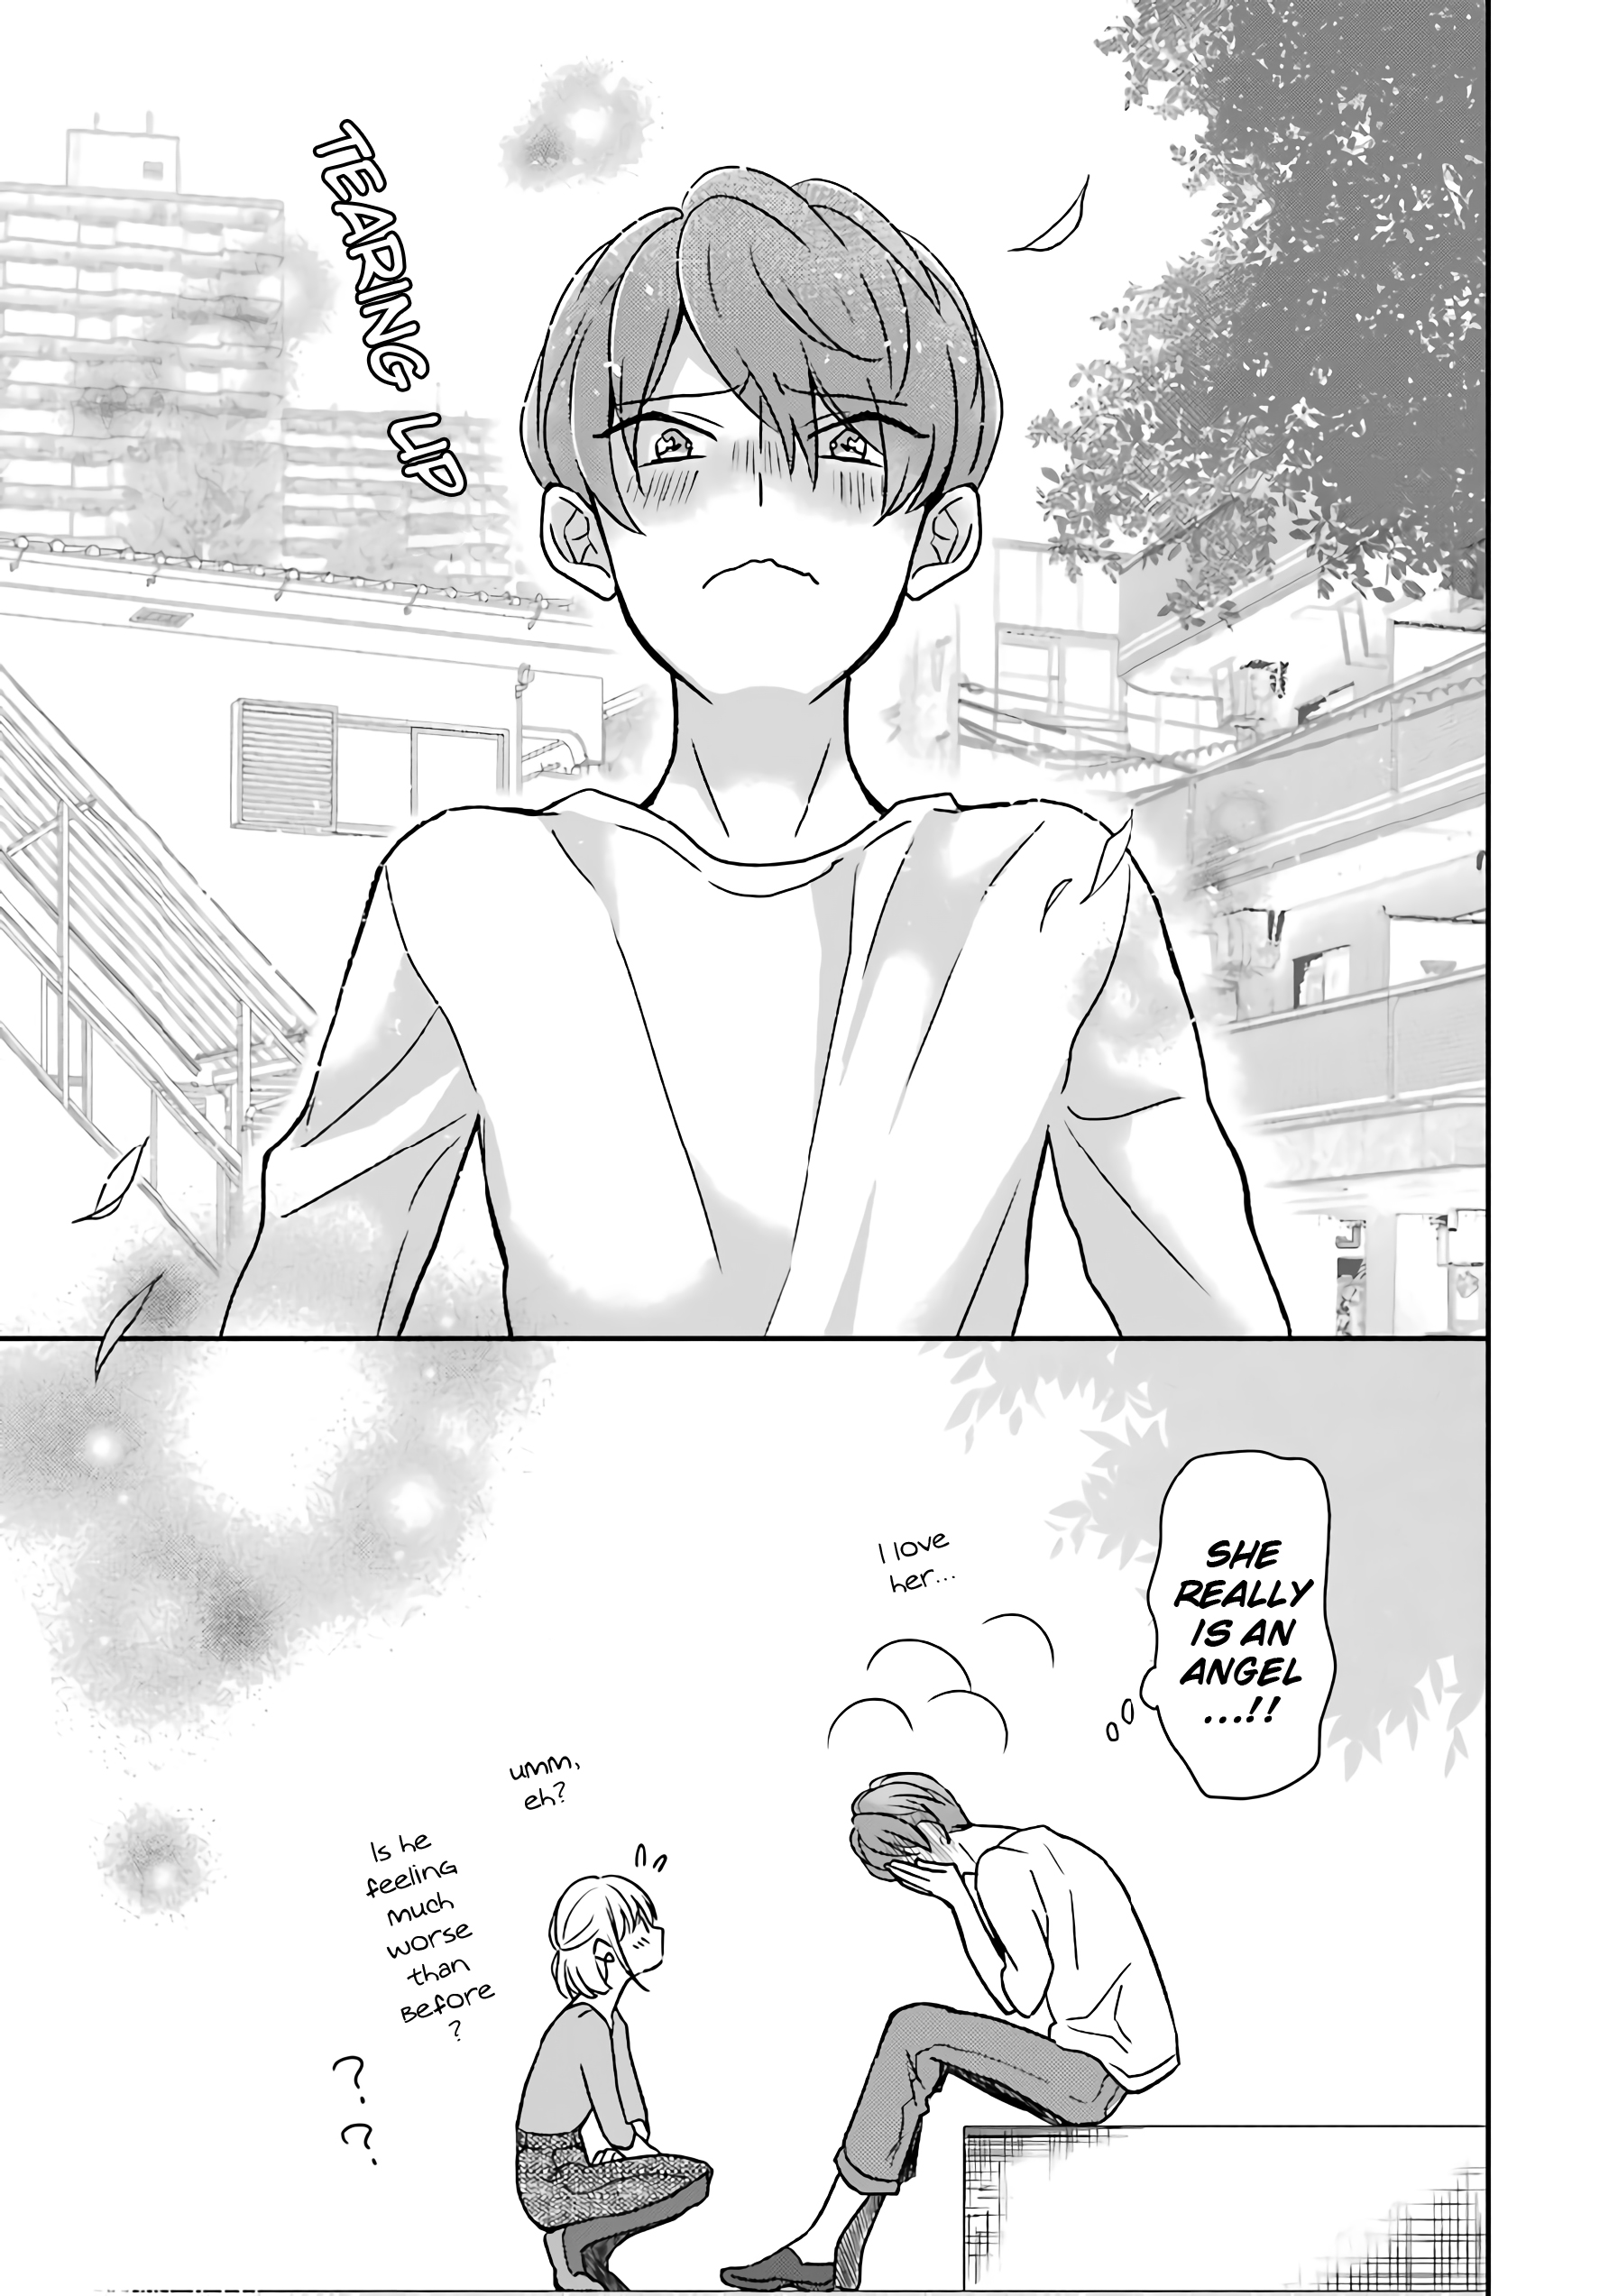 TEARING UP
SHE
REALLY
IS AN
ANGEL
...!!
I love
her...
umm,
eh?
Is he
feeling
much
worse
than
Before
?
?
?